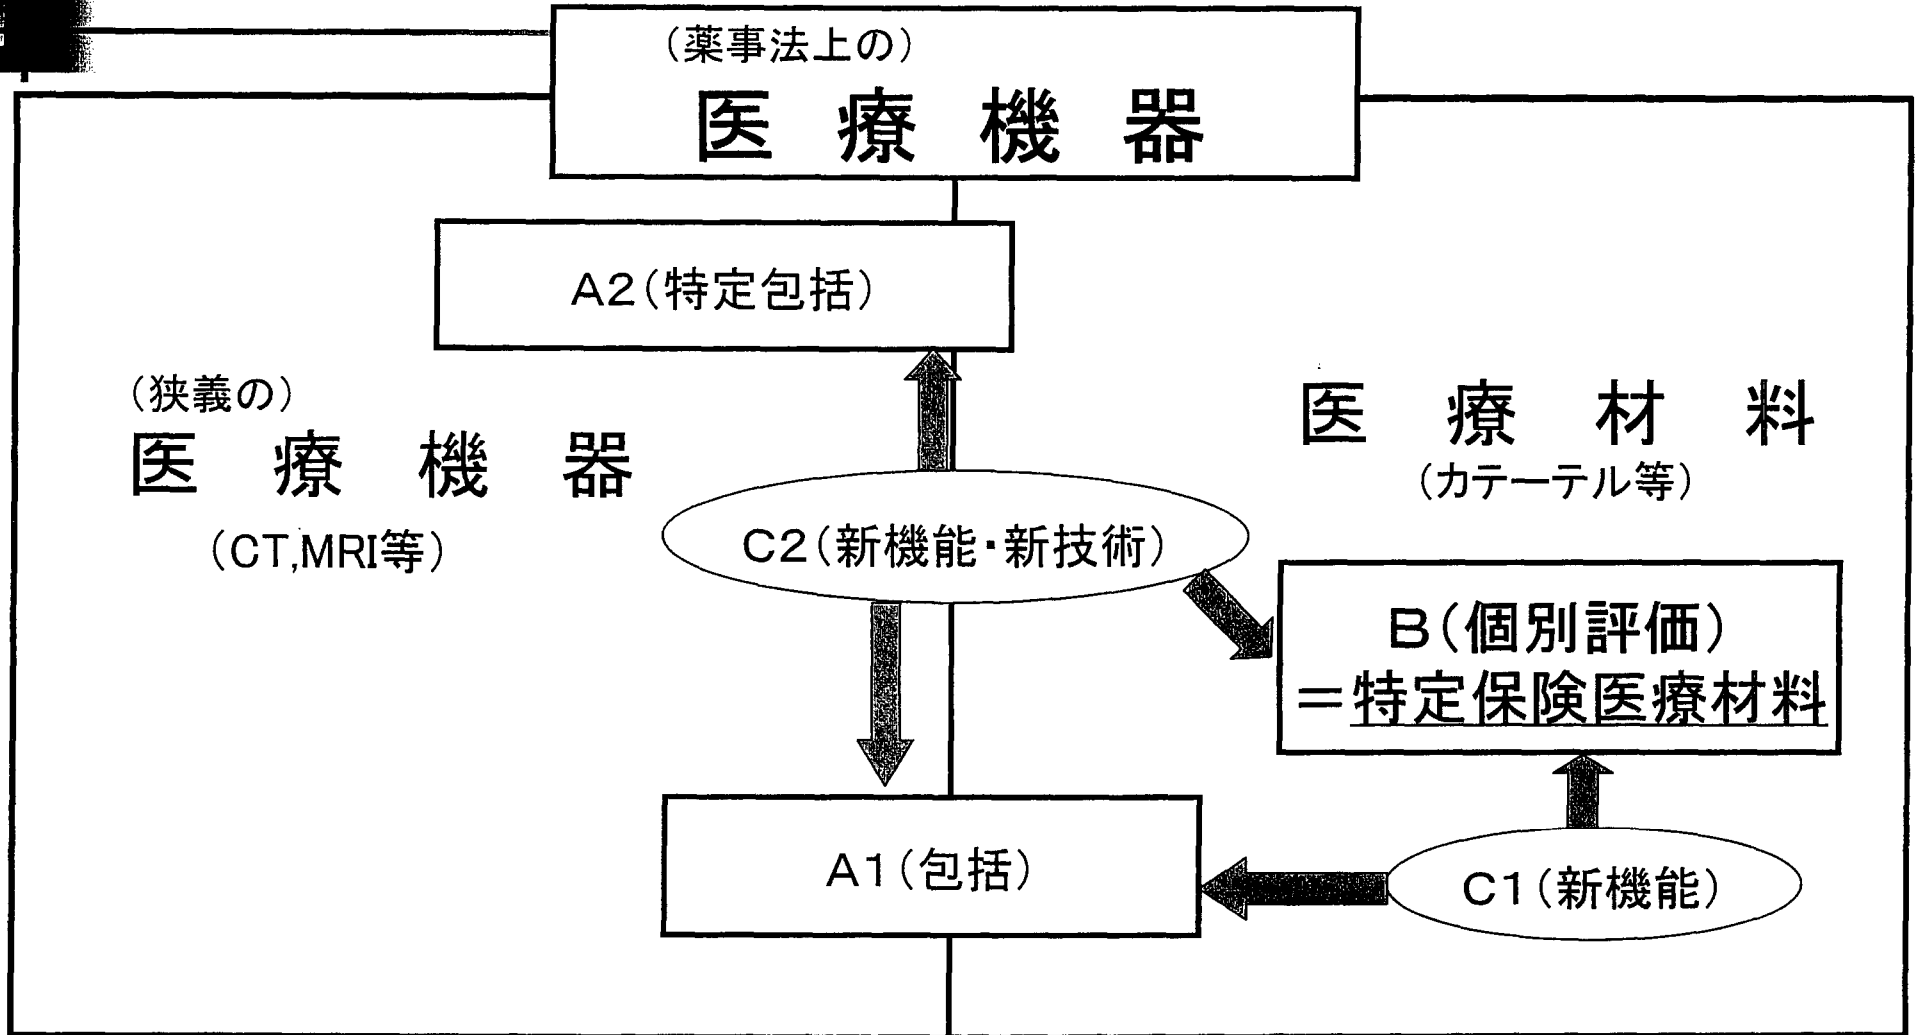 （薬事法上の）
医療機器
A2（特定包括）
（狭義の）
医療機器
（CT,MRI等）
医療材料
（カテーテル等）
C2（新機能・新技術）
B（個別評価）
＝特定保険医療材料
A1（包括）
C1（新機能）